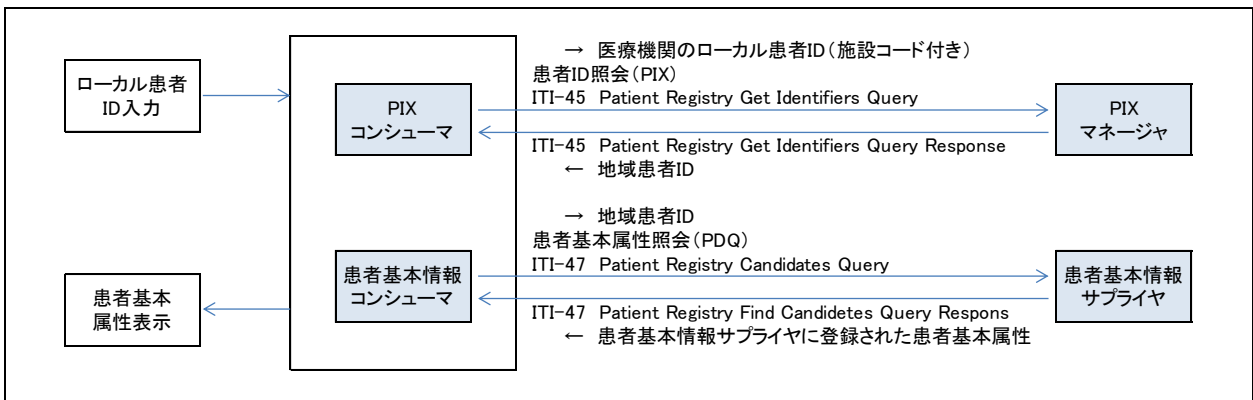 ローカル患者
ID入力
→ 医療機関のローカル患者ID（施設コード付き）
患者ID照会（PIX）
ITI-45 Patient Registry Get Identifiers Query
PIX
コンシューマ
PIX
マネージャ
ITI-45 Patient Registry Get Identifiers Query Response
← 地域患者ID
→ 地域患者ID
患者基本属性照会（PDQ）
ITI-47 Patient Registry Candidates Query
患者基本
属性表示
患者基本情報
コンシューマ
患者基本情報
サプライヤ
ITI-47 Patient Registry Find Candidetes Query Respons
← 患者基本情報サプライヤに登録された患者基本属性